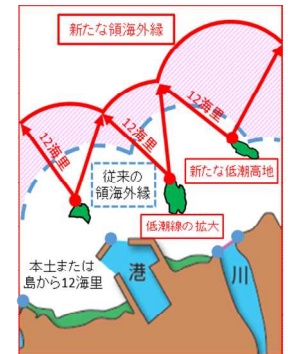 新たな領海外縁
12海里
12海里
12海里
従来の
領海外縁
新たな低潮高地
低潮線の拡大
本土または
島から12海里
港
川